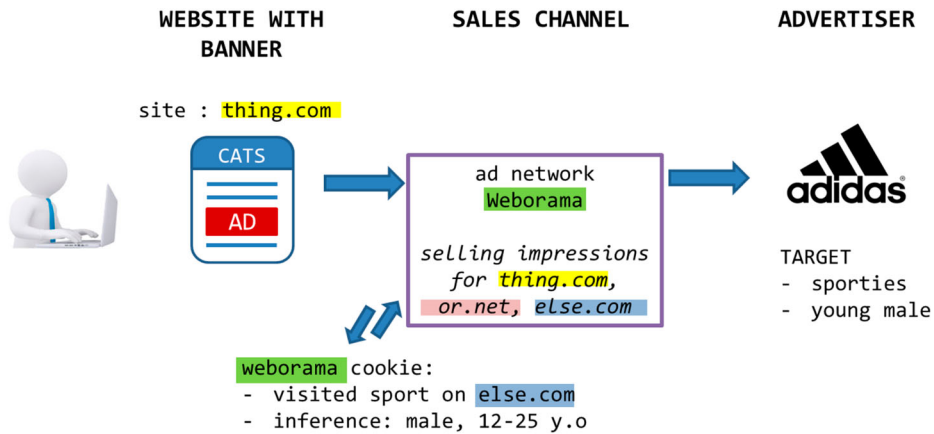 WEBSITE WITH
BANNER
SALES CHANNEL
ADVERTISER
site : thing.com
CATS
AD
ad network
Weborama
selling impressions
for thing.com,
or.net, else.com
adidas®
TARGET
- sporties
- young male
weborama cookie:
- visited sport on else.com
- inference: male, 12-25 y.o